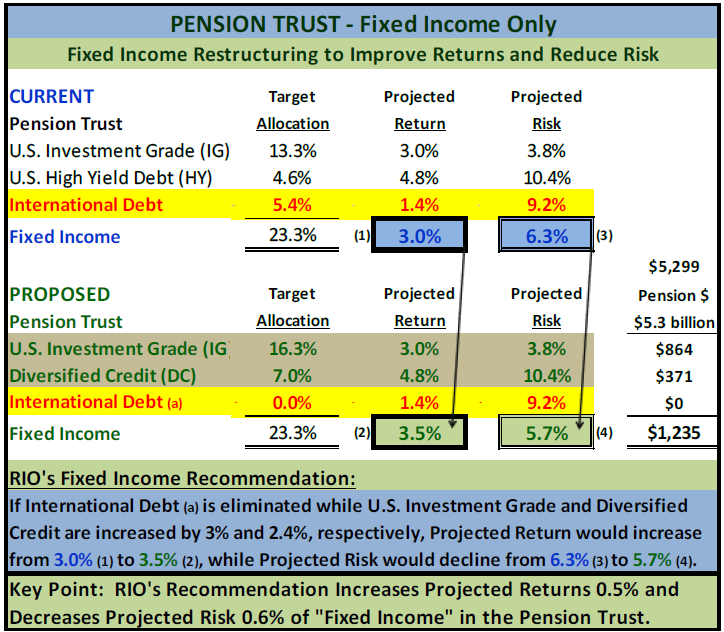 PENSION TRUST - Fixed Income Only
Fixed Income Restructuring to Improve Returns and Reduce Risk
CURRENT Target Projected Projected
Pension Trust Allocation Return Risk
U.S. Investment Grade (IG) 13.3% 3.0% 3.8%
U.S. High Yield Debt (HY) 4.6% 4.8% 10.4%
International Debt 5.4% 1.4% 9.2%
Fixed Income 23.3% (1) 3.0% 6.3% (3)
$5,299
PROPOSED Target Projected Projected Pension $
Pension Trust Allocation Return Risk $5.3 billion
U.S. Investment Grade (IG 16.3% 3.0% 3.8% $864
Diversified Credit (DC) 7.0% 4.8% 10.4% $371
International Debt (a) 0.0% 1.4% 9.2% $0
Fixed Income 23.3% (2) 3.5% 5.7% (4) $1,235
RIO's Fixed Income Recommendation:
If International Debt (a) is eliminated while U.S. Investment Grade and Diversified
Credit are increased by 3% and 2.4%, respectively, Projected Return would increase
from 3.0% (1) to 3.5% (2), while Projected Risk would decline from 6.3% (3) to 5.7% (4).
Key Point: RIO's Recommendation Increases Projected Returns 0.5% and
Decreases Projected Risk 0.6% of "Fixed Income" in the Pension Trust.